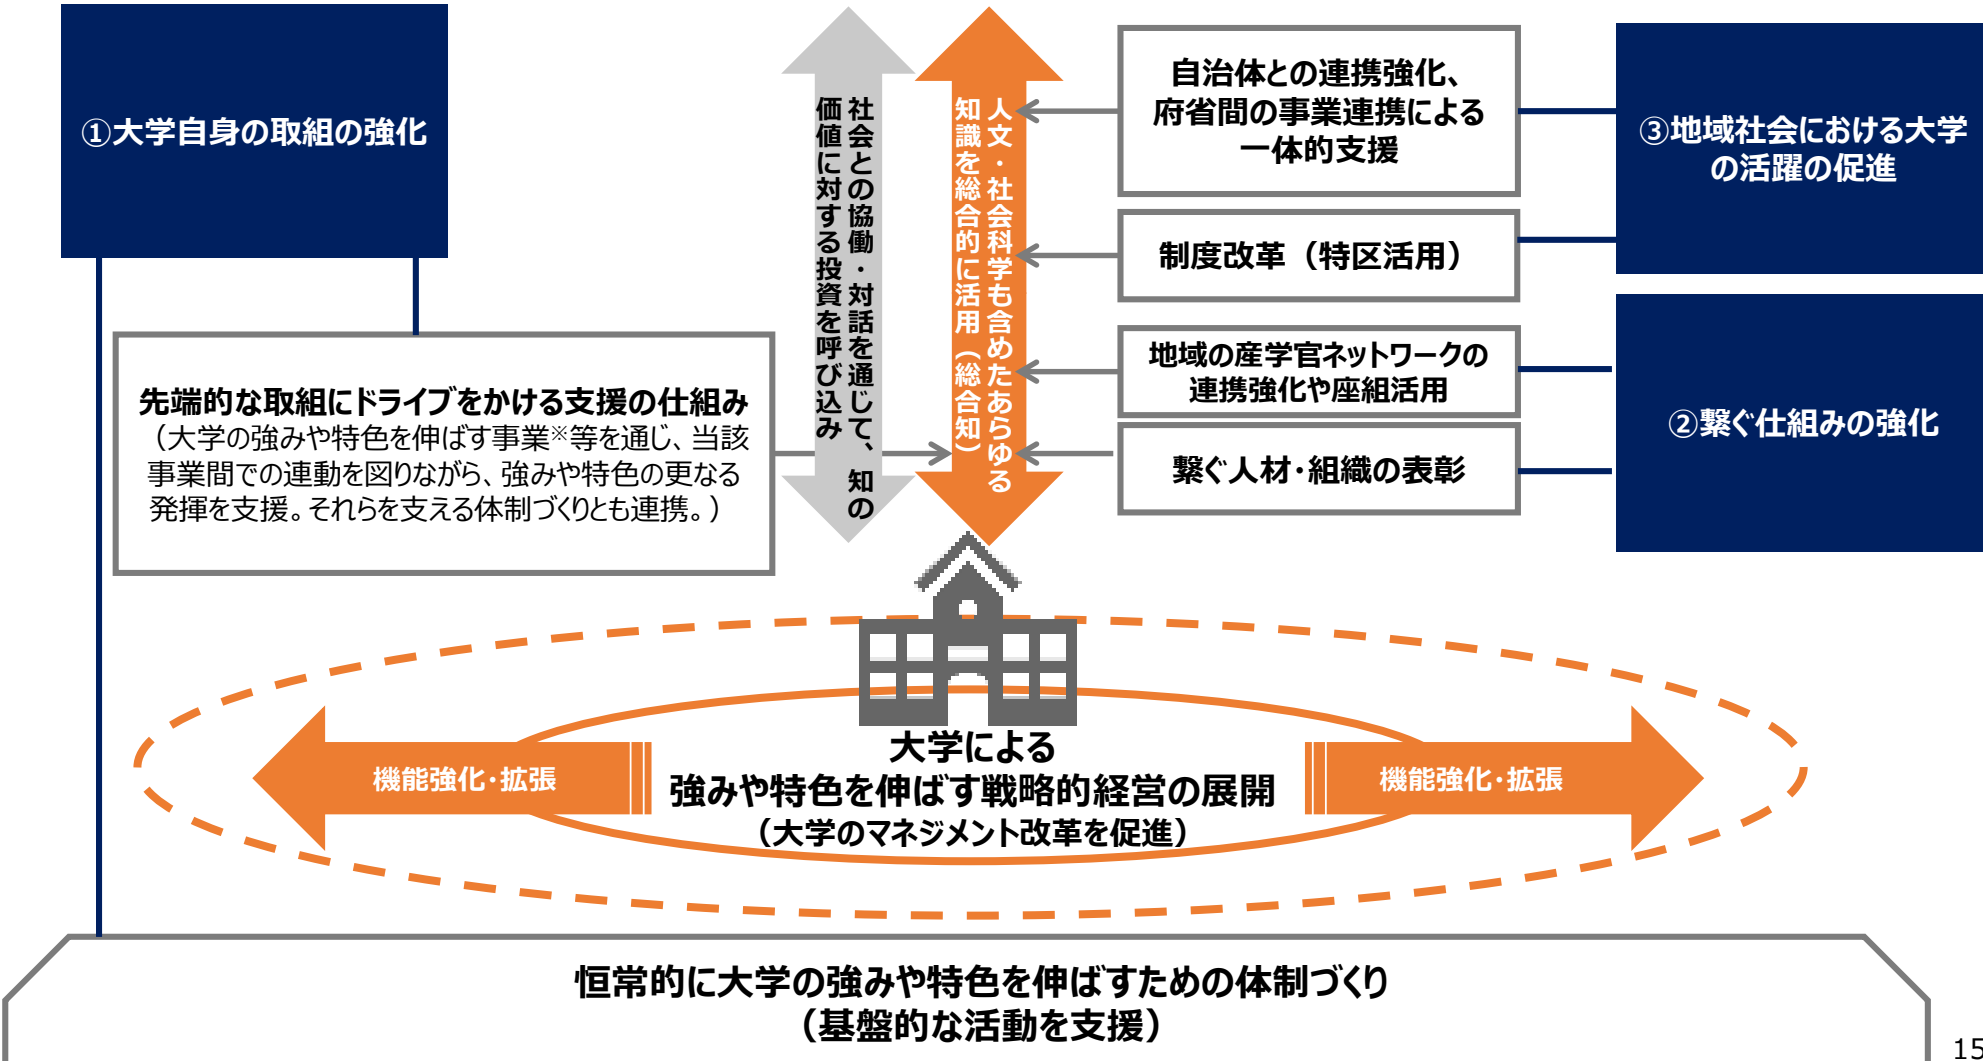 ①大学自身の取組の強化
先端的な取組にドライブをかける支援の仕組み
（大学の強みや特色を伸ばす事業※等を通じ、当該
事業間での連動を図りながら、強みや特色の更なる
発揮を支援。それらを支える体制づくりとも連携。）
社会との協働・対話を通じて、知の
価値に対する投資を呼び込み
人文・社会科学も含めたあらゆる
知識を総合的に活用（総合知）
自治体との連携強化、
府省間の事業連携による
一体的支援
制度改革（特区活用）
③地域社会における大学
の活躍の促進
地域の産学官ネットワークの
連携強化や座組活用
繋ぐ人材・組織の表彰
②繋ぐ仕組みの強化
機能強化・拡張
大学による
強みや特色を伸ばす戦略的経営の展開
（大学のマネジメント改革を促進）
機能強化・拡張
恒常的に大学の強みや特色を伸ばすための体制づくり
（基盤的な活動を支援）
15